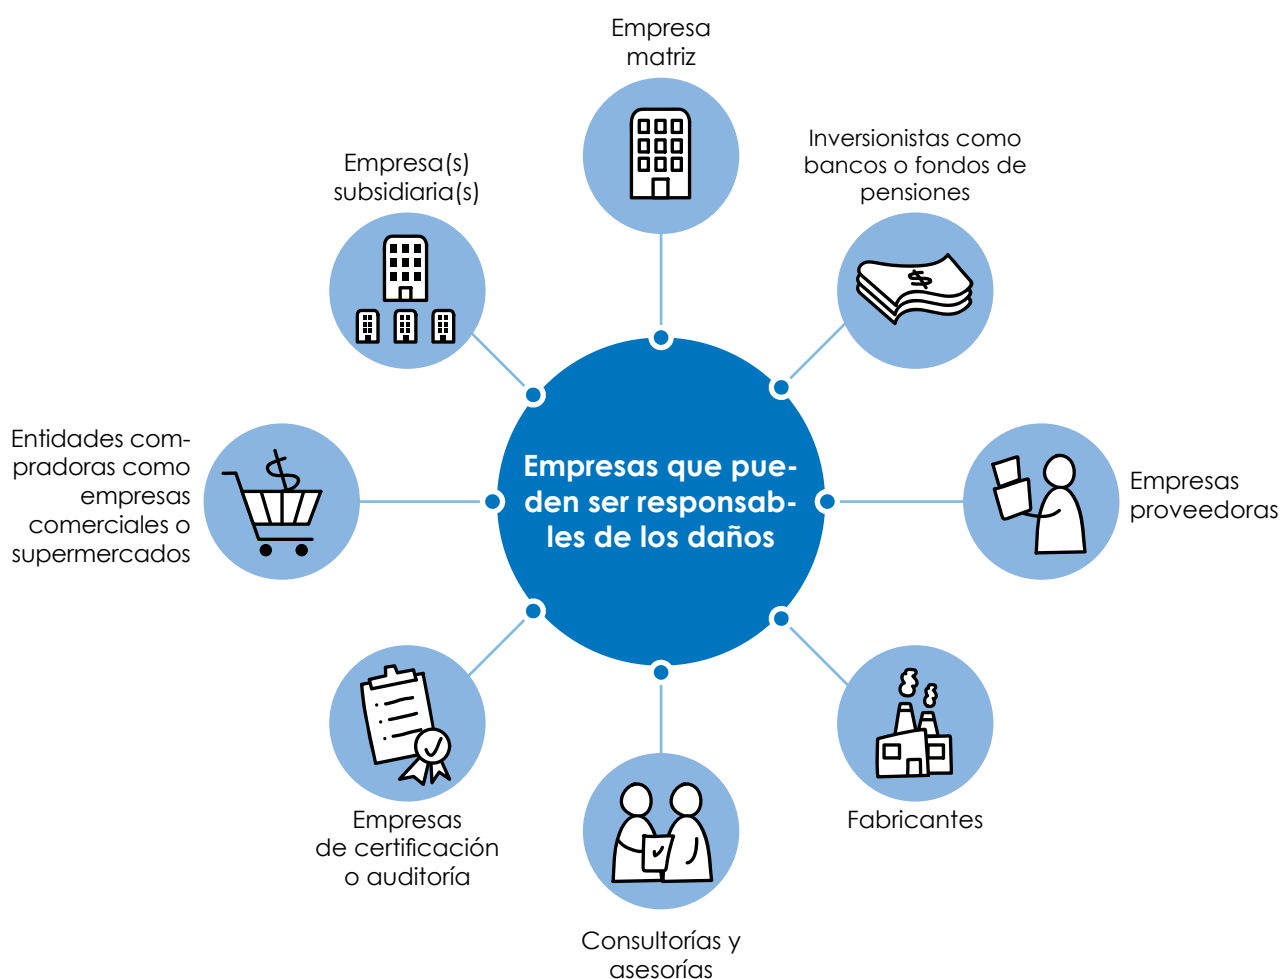 Empresa
matriz
Inversionistas como
bancos o fondos de
pensiones
Empresa(s)
subsidiaria(s)
Entidades com-
pradoras como
empresas
comerciales o
supermercados
Empresas que pue-
den ser responsab-
les de los daños
Empresas
proveedoras
Empresas
de certificación
o auditoría
Fabricantes
Consultorías y
asesorías